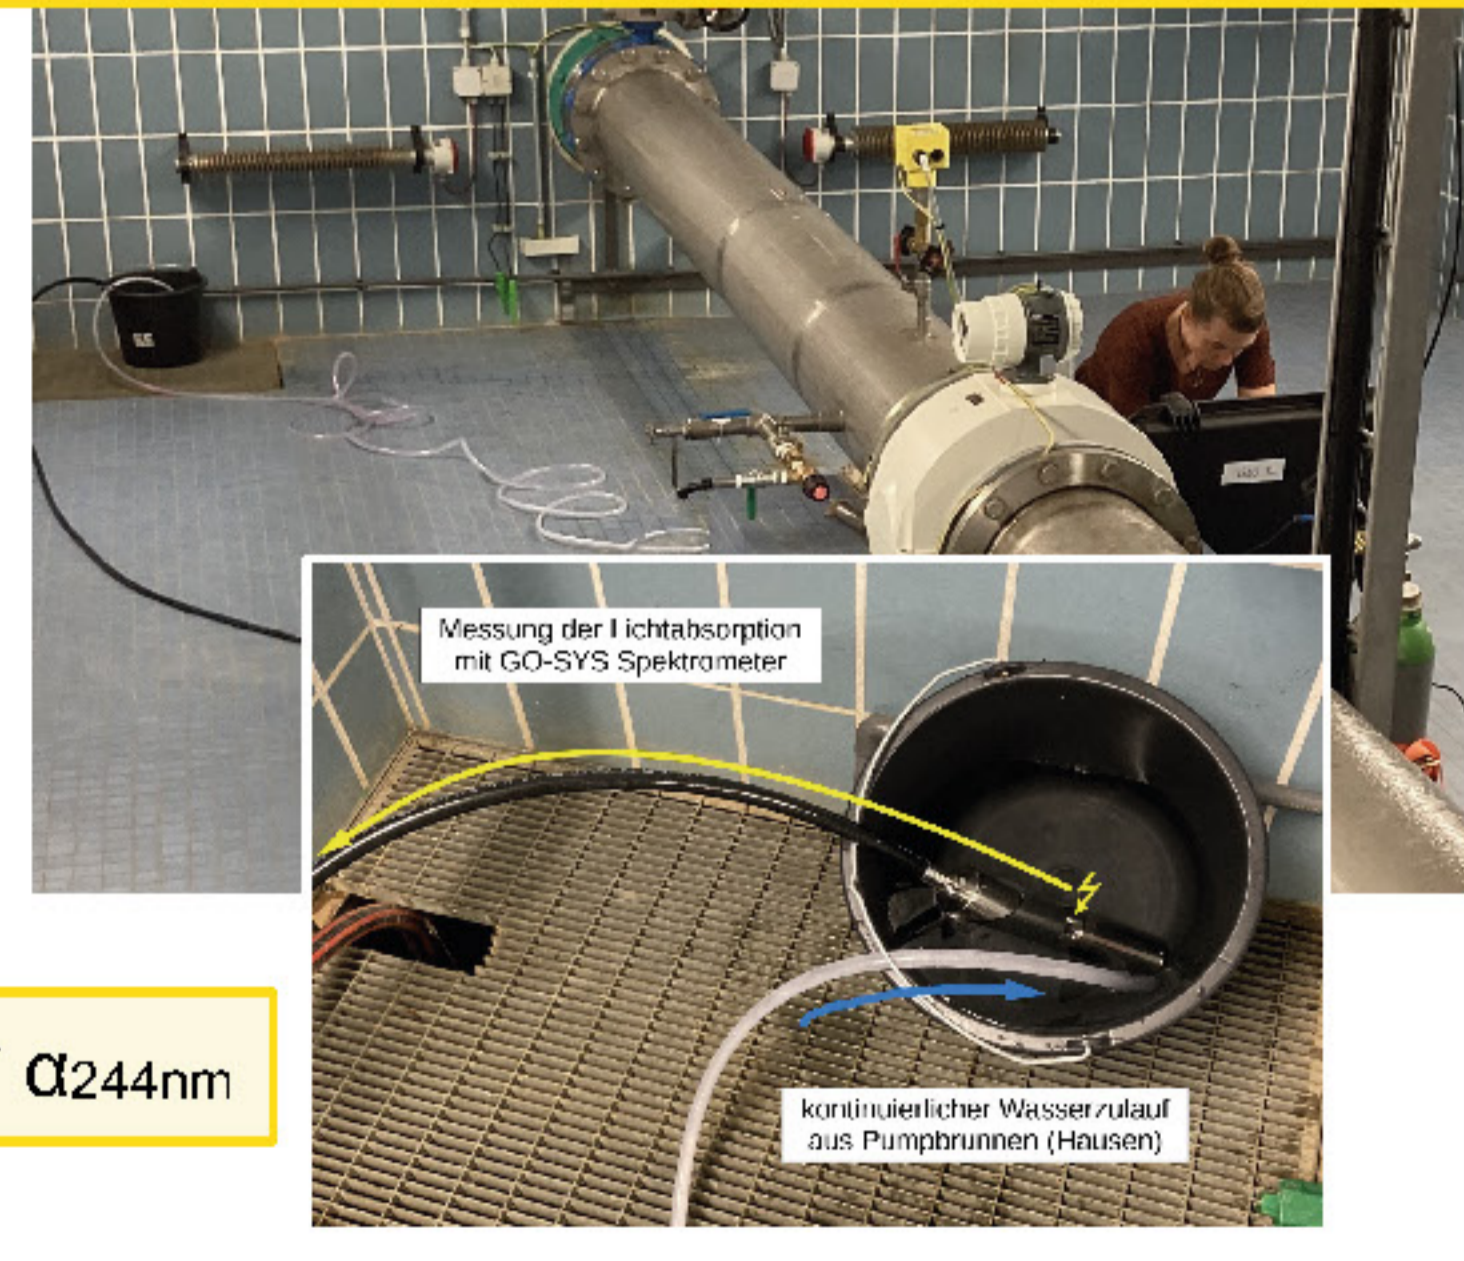 Messung der Lichtabsorption
mit GO-SYS Spektrometer
α244nm
kontinuierlicher Wasserzulauf
aus Pumpbrunnen (Hausen)